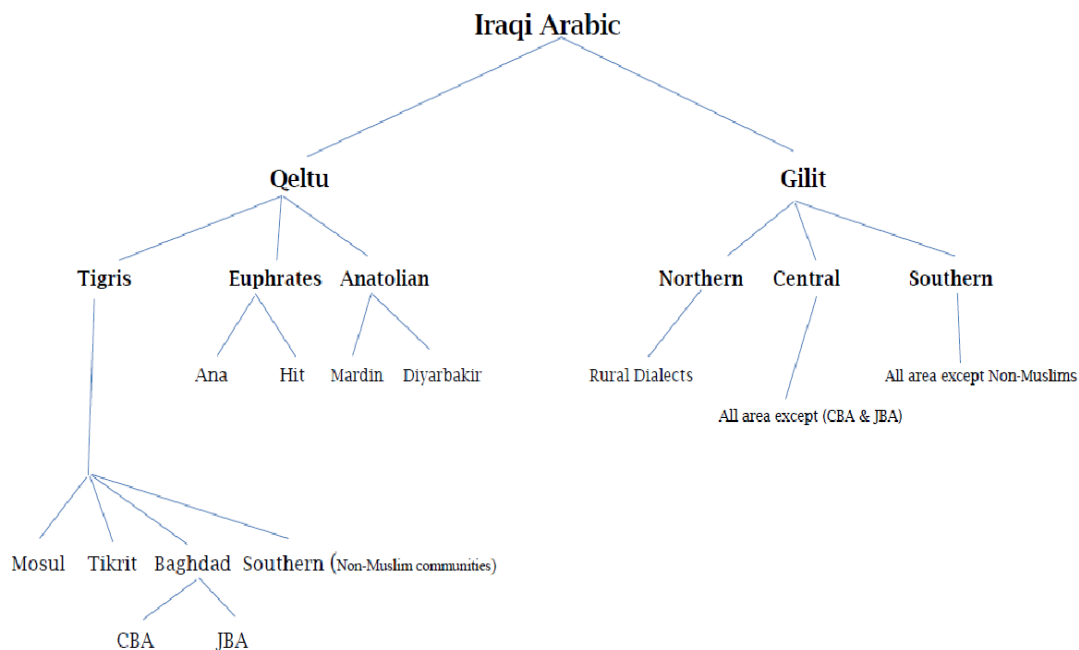 Iraqi Arabic
Qeltu Gilit
Tigris Euphrates Anatolian Northern Central Southern
Ana Hit Mardin Diyarbakir Rural Dialects All area except Non-Muslims
All area except (CBA & JBA)
Mosul Tikrit Baghdad Southern (Non-Muslim communities)
CBA JBA